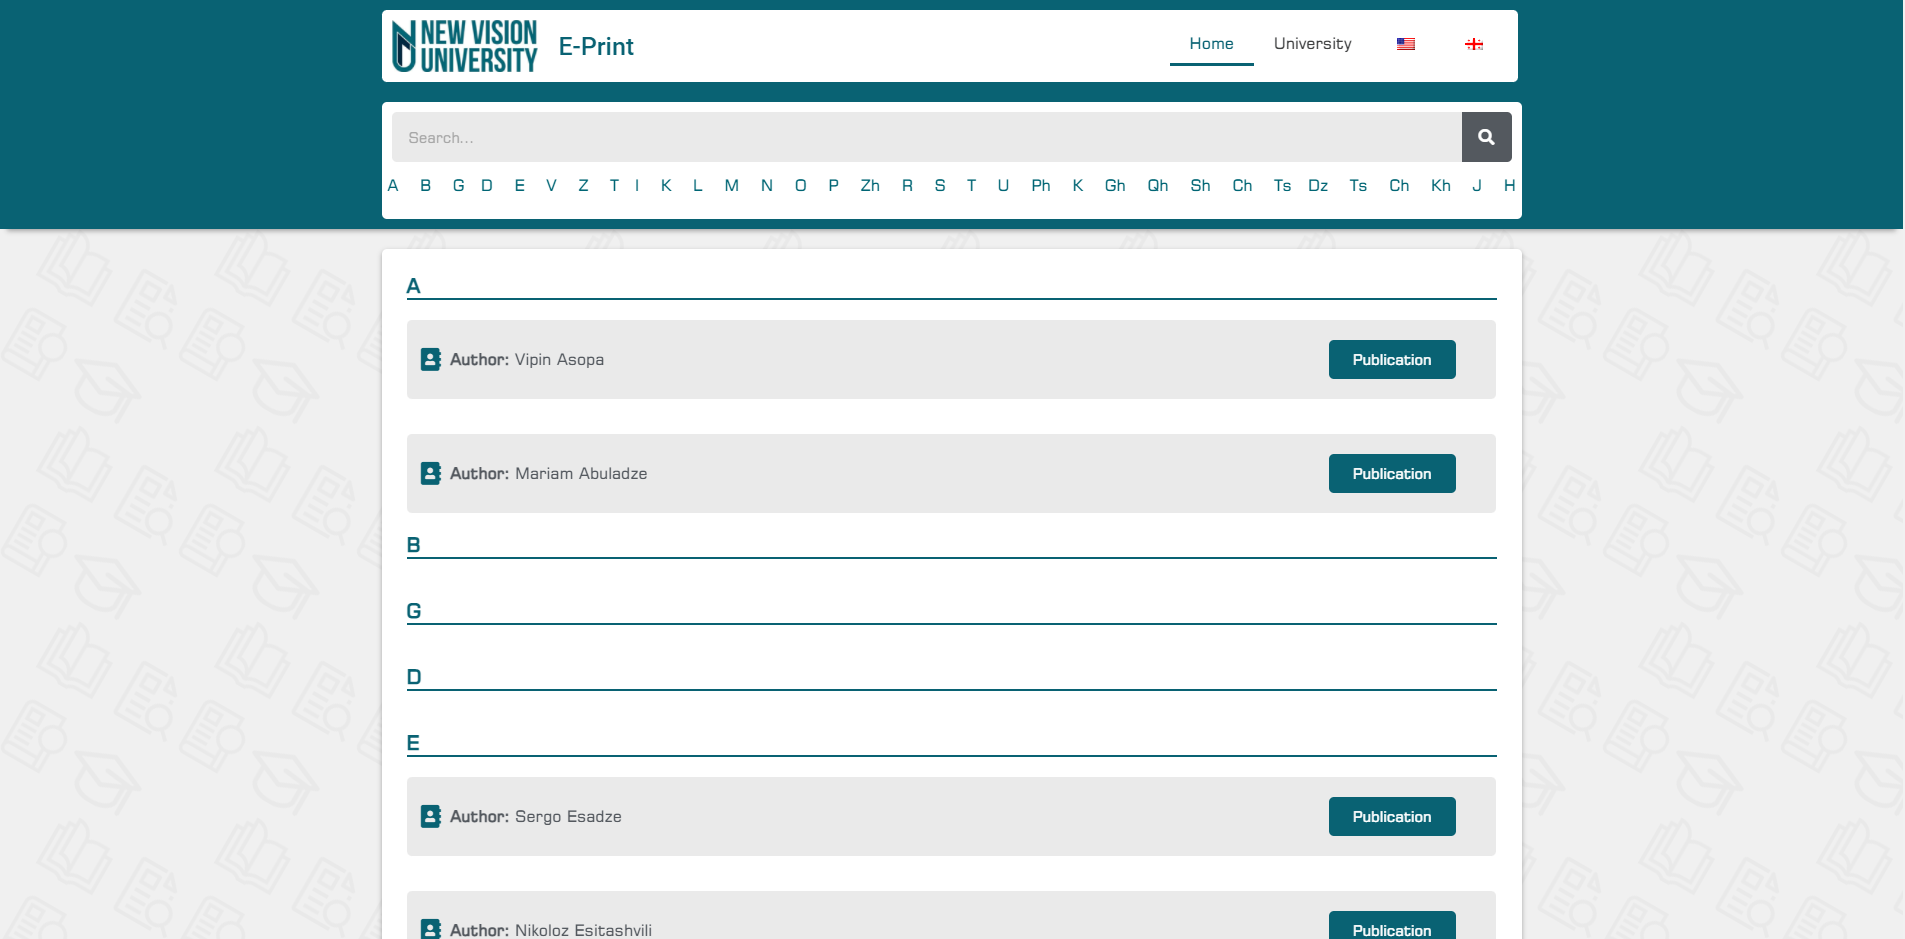 NEW VISION
UNIVERSITY
E-Print
Home University
Search...
A B G D E V Z T I K L M N O P Zh R S T U Ph K Gh Qh Sh Ch Ts Dz Ts Ch Kh J H
A
Author: Vipin Asopa
Publication
Author: Mariam Abuladze
Publication
B
G
D
E
Author: Sergo Esadze
Publication
Author: Nikoloz Esitashvili
Publication